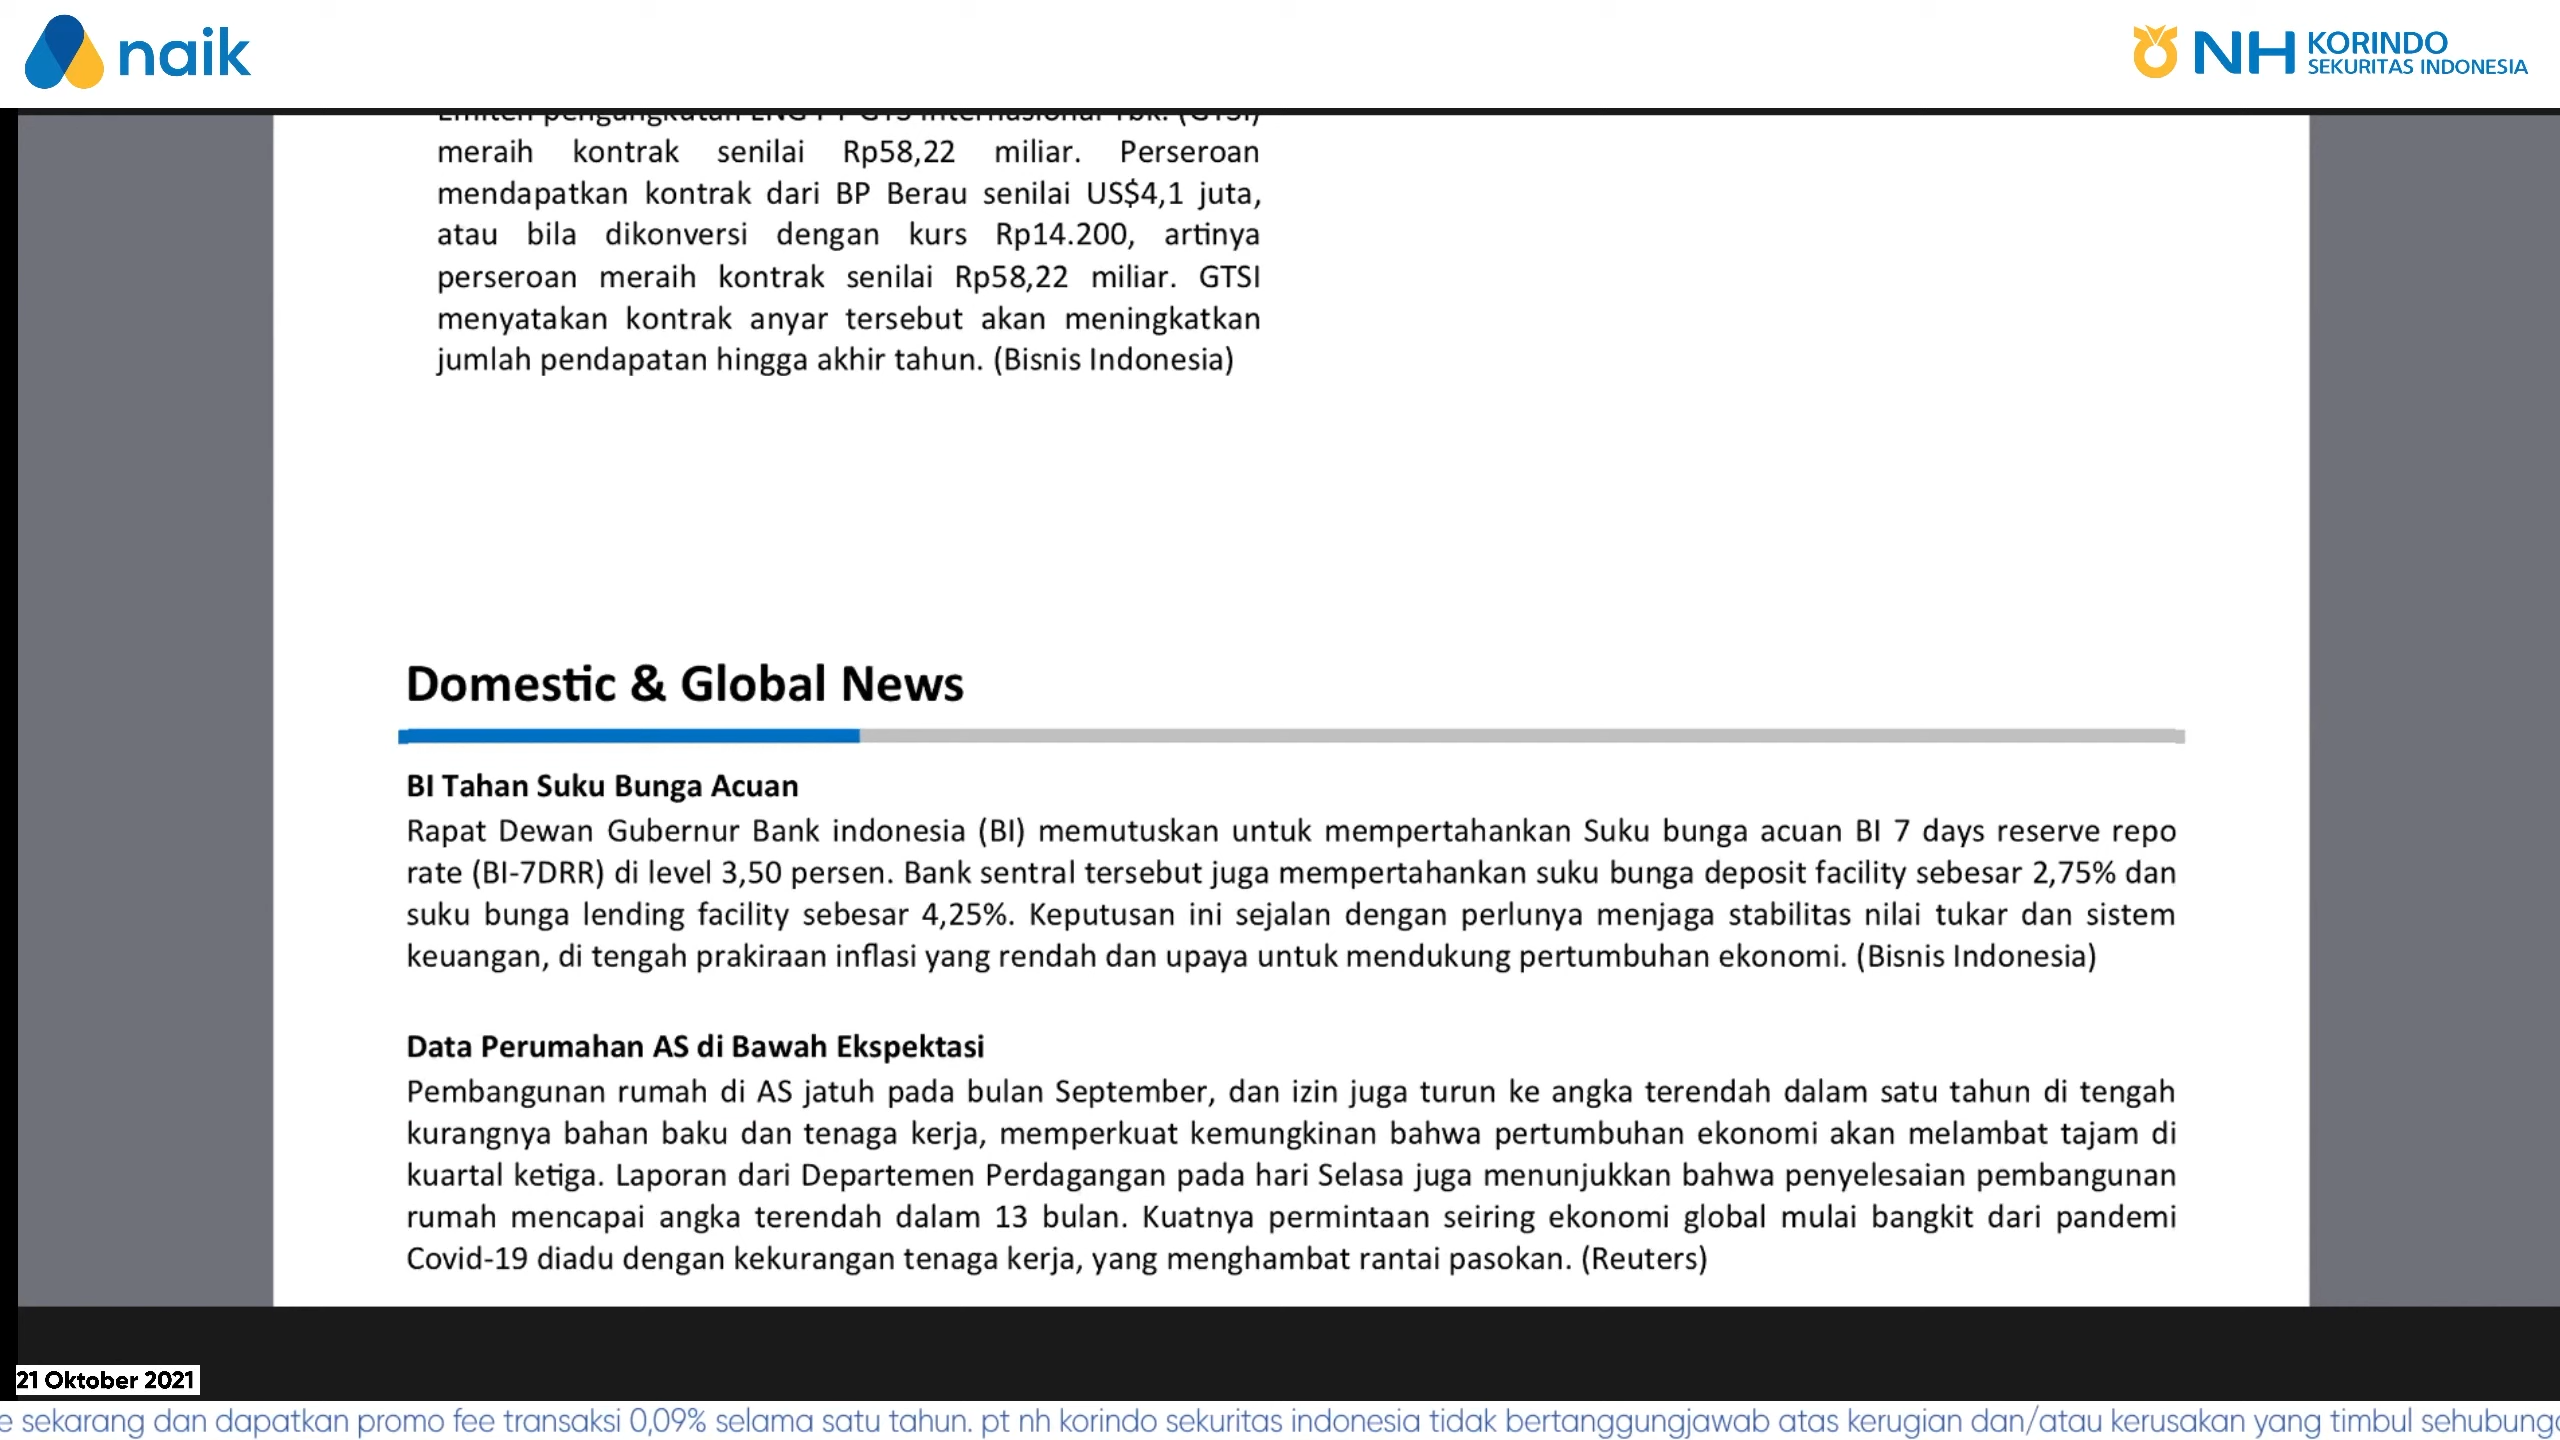 naik
NH KORINDO
SEKURITAS INDONESIA
Emiten pengangkutan LNG PT GTS Internasional Tbk. (GTSI)
meraih kontrak senilai Rp58,22 miliar. Perseroan
mendapatkan kontrak dari BP Berau senilai US$4,1 juta,
atau bila dikonversi dengan kurs Rp14.200, artinya
perseroan meraih kontrak senilai Rp58,22 miliar. GTSI
menyatakan kontrak anyar tersebut akan meningkatkan
jumlah pendapatan hingga akhir tahun. (Bisnis Indonesia)
Domestic & Global News
BI Tahan Suku Bunga Acuan
Rapat Dewan Gubernur Bank indonesia (BI) memutuskan untuk mempertahankan Suku bunga acuan BI 7 days reserve repo
rate (BI-7DRR) di level 3,50 persen. Bank sentral tersebut juga mempertahankan suku bunga deposit facility sebesar 2,75% dan
suku bunga lending facility sebesar 4,25%. Keputusan ini sejalan dengan perlunya menjaga stabilitas nilai tukar dan sistem
keuangan, di tengah prakiraan inflasi yang rendah dan upaya untuk mendukung pertumbuhan ekonomi. (Bisnis Indonesia)
Data Perumahan AS di Bawah Ekspektasi
Pembangunan rumah di AS jatuh pada bulan September, dan izin juga turun ke angka terendah dalam satu tahun di tengah
kurangnya bahan baku dan tenaga kerja, memperkuat kemungkinan bahwa pertumbuhan ekonomi akan melambat tajam di
kuartal ketiga. Laporan dari Departemen Perdagangan pada hari Selasa juga menunjukkan bahwa penyelesaian pembangunan
rumah mencapai angka terendah dalam 13 bulan. Kuatnya permintaan seiring ekonomi global mulai bangkit dari pandemi
Covid-19 diadu dengan kekurangan tenaga kerja, yang menghambat rantai pasokan. (Reuters)
21 Oktober 2021
e sekarang dan dapatkan promo fee transaksi 0,09% selama satu tahun. pt nh korindo sekuritas indonesia tidak bertanggungjawab atas kerugian dan/atau kerusakan yang timbul sehubung